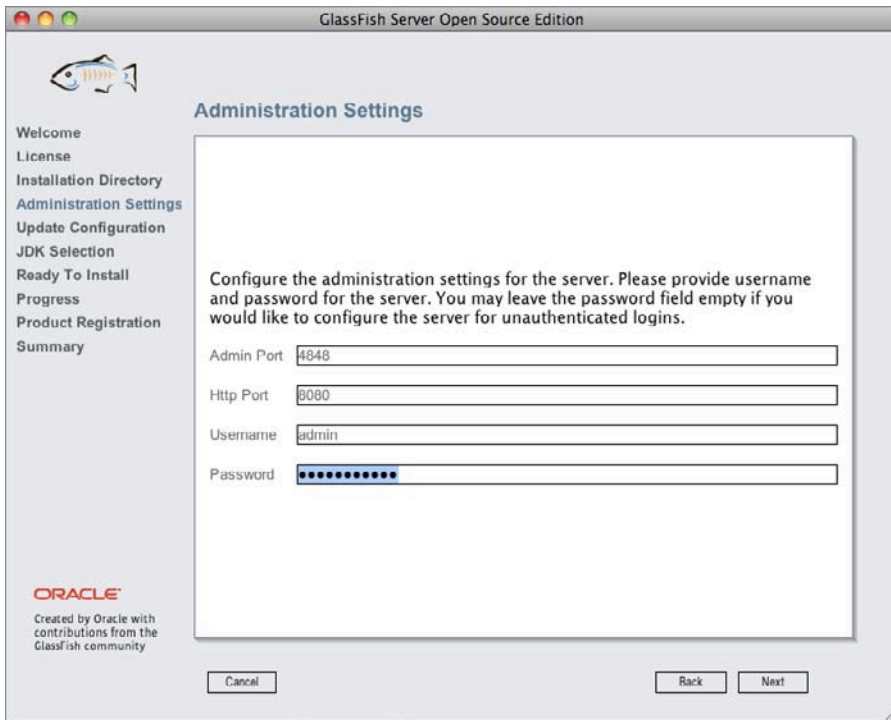 GlassFish Server Open Source Edition
Administration Settings
Welcome
License
Installation Directory
Administration Settings
Update Configuration
JDK Selection
Ready To Install
Progress
Product Registration
Summary
Configure the administration settings for the server. Please provide username
and password for the server. You may leave the password field empty if you
would like to configure the server for unauthenticated logins.
Admin Port 4848
Http Port 8080
Username admin
Password •••••••••••
ORACLE
Created by Oracle with
contributions from the
GlassFish community
Cancel
Back
Next